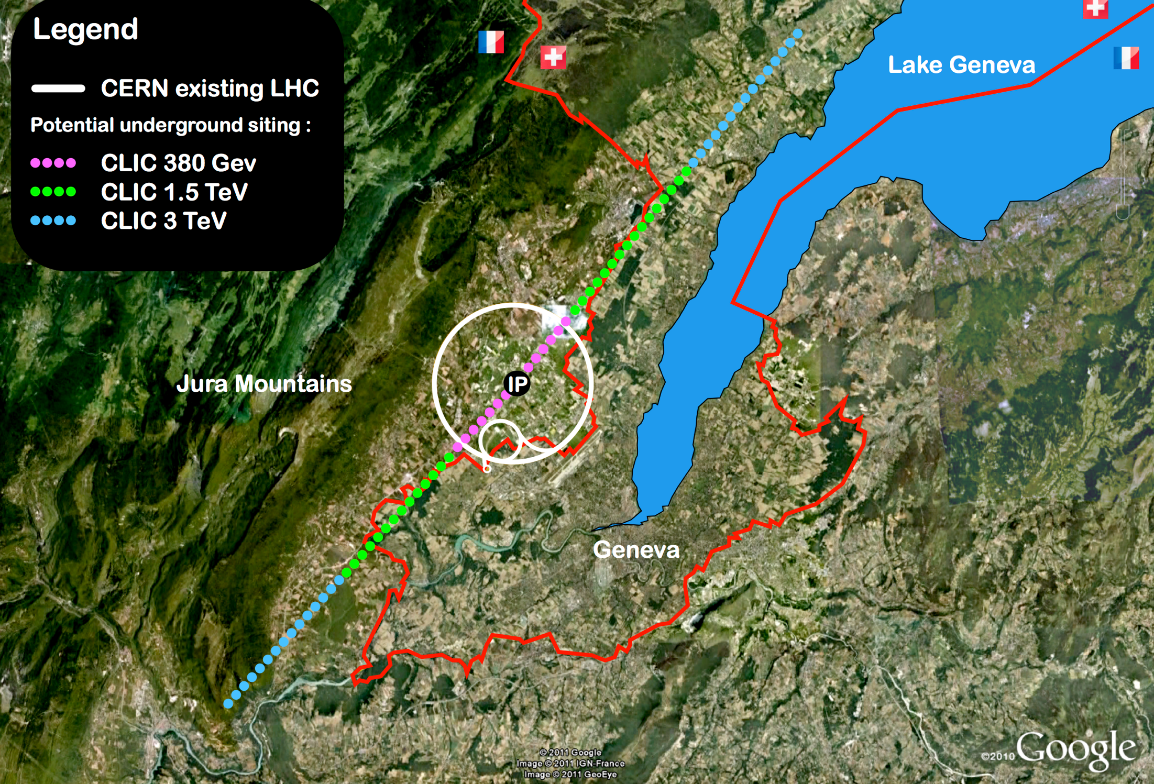 Legend
CERN existing LHC
Potential underground siting :
CLIC 380 Gev
CLIC 1.5 TeV
CLIC 3 TeV
Lake Geneva
Jura Mountains
IP
Geneva
© 2011 Google
Image © 2011 IGN France
Image © 2011 GeoEye
©2010 Google